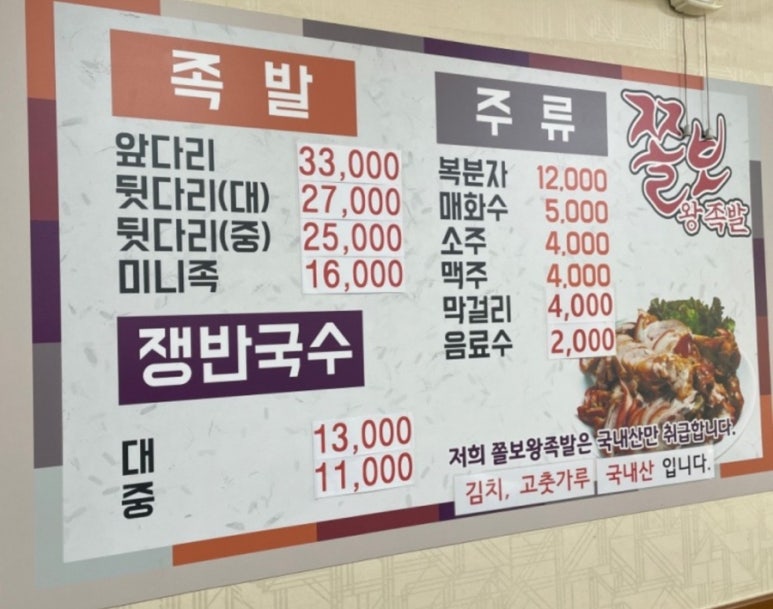 족발
앞다리 33,000
뒷다리(대) 27,000
뒷다리(중) 25,000
미니족 16,000
쟁반국수
대 13,000
중 11,000
주류
복분자 12,000
매화수 5,000
소주 4,000
맥주 4,000
막걸리 4,000
음료수 2,000
쫄보
왕족발
저희 쫄보왕족발은 국내산만 취급합니다.
김치, 고춧가루 국내산 입니다.